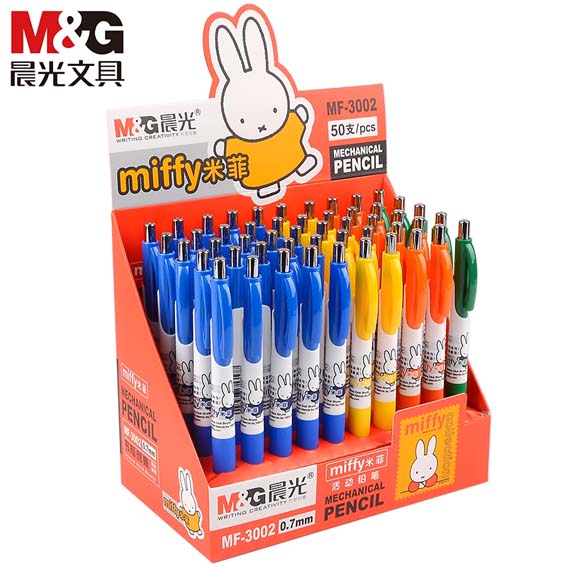 M&G
晨光文具
M&G晨光®
WRITING CREATIVITY
miffy米菲
MF-3002
50支/pcs
MECHANICAL
PENCIL
miffy米菲
MECHANICAL
PENCIL
MF-3002 0.7mm
M&G晨光®
WRITING CREATIVITY
MF-3002 0.7mm
miffy米菲
活动铅笔
MECHANICAL
PENCIL
miffy